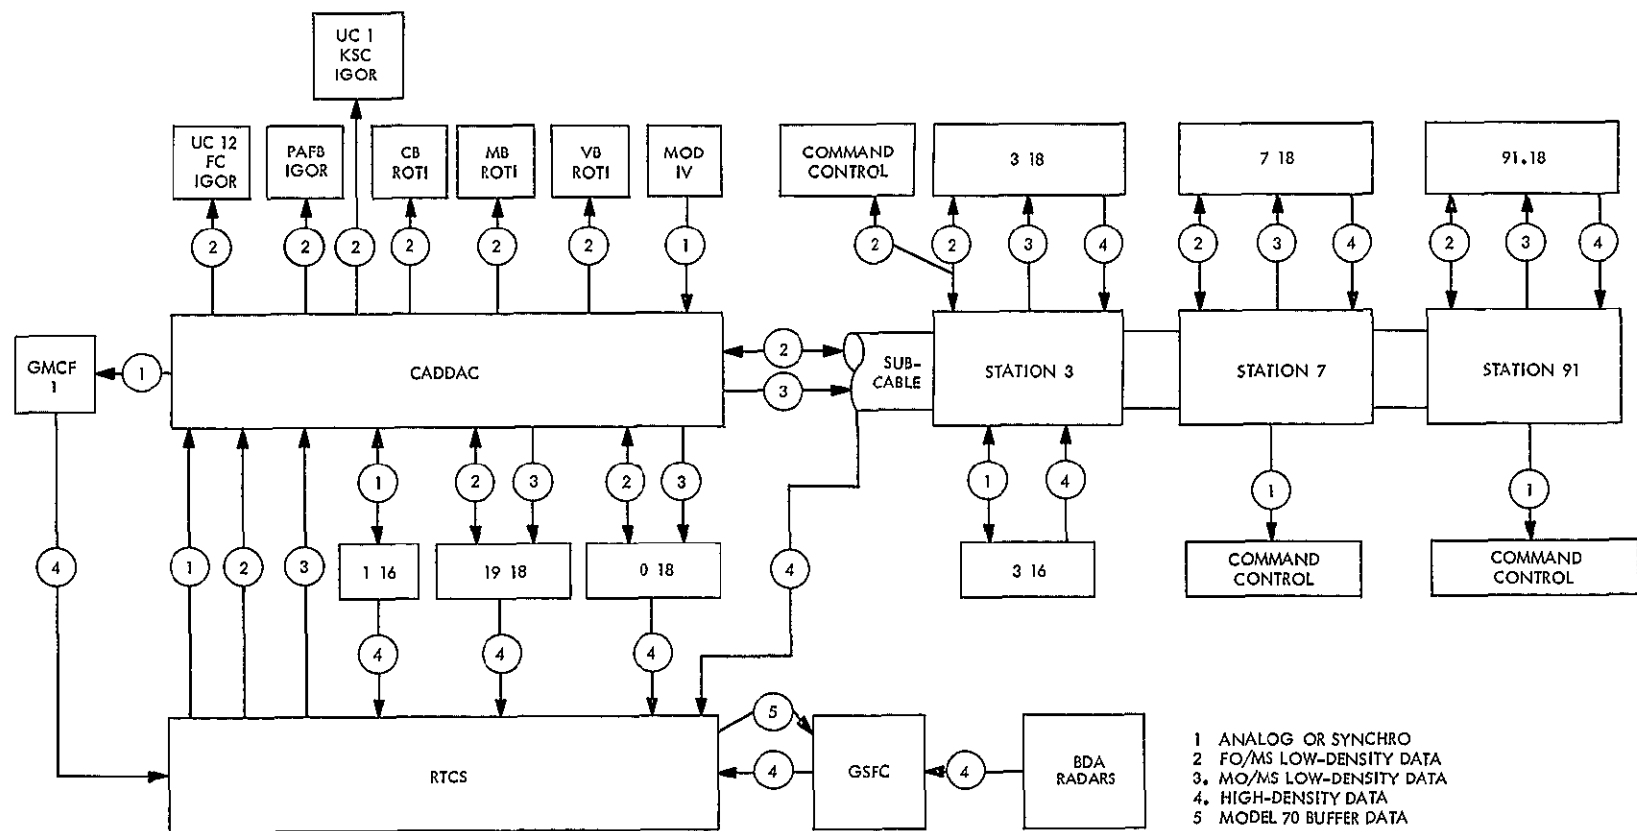 UC 1
KSC
IGOR
UC 12
FC
IGOR
PAFB
IGOR
CB
ROTI
MB
ROTI
VB
ROTI
MOD
IV
COMMAND
CONTROL
3 18
7 18
91.18
2
2
2
2
2
2
1
2
2
3
4
2
3
4
2
3
4
GMCF
1
1
CADDAC
2
3
SUB-
CABLE
STATION 3
STATION 7
STATION 91
1
2
3
2
3
1
4
1
1
4
1
2
3
1 16
19 18
0 18
4
3 16
COMMAND
CONTROL
COMMAND
CONTROL
4
4
4
RTCS
5
4
GSFC
4
BDA
RADARS
1 ANALOG OR SYNCHRO
2 FO/MS LOW-DENSITY DATA
3. MO/MS LOW-DENSITY DATA
4. HIGH-DENSITY DATA
5 MODEL 70 BUFFER DATA